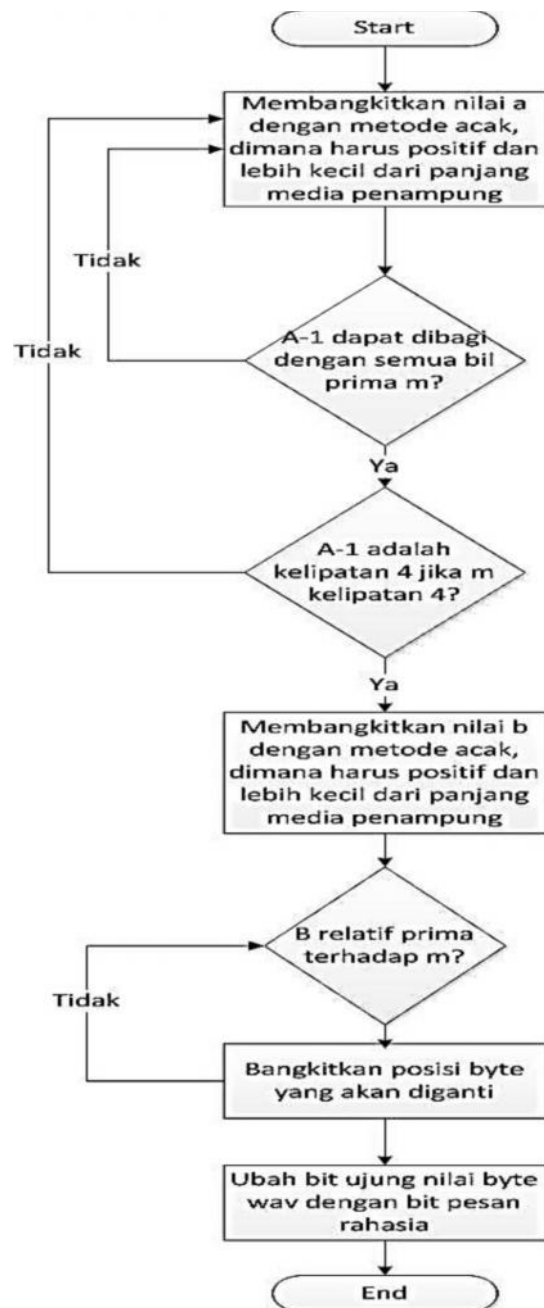 Start
Membangkitkan nilai a
dengan metode acak,
dimana harus positif dan
lebih kecil dari panjang
media penampung
Tidak
Tidak
A-1 dapat dibagi
dengan semua bil
prima m?
Ya
A-1 adalah
kelipatan 4 jika m
kelipatan 4?
Ya
Membangkitkan nilai b
dengan metode acak,
dimana harus positif dan
lebih kecil dari panjang
media penampung
B relatif prima
terhadap m?
Tidak
Bangkitkan posisi byte
yang akan diganti
Ubah bit ujung nilai byte
wav dengan bit pesan
rahasia
End